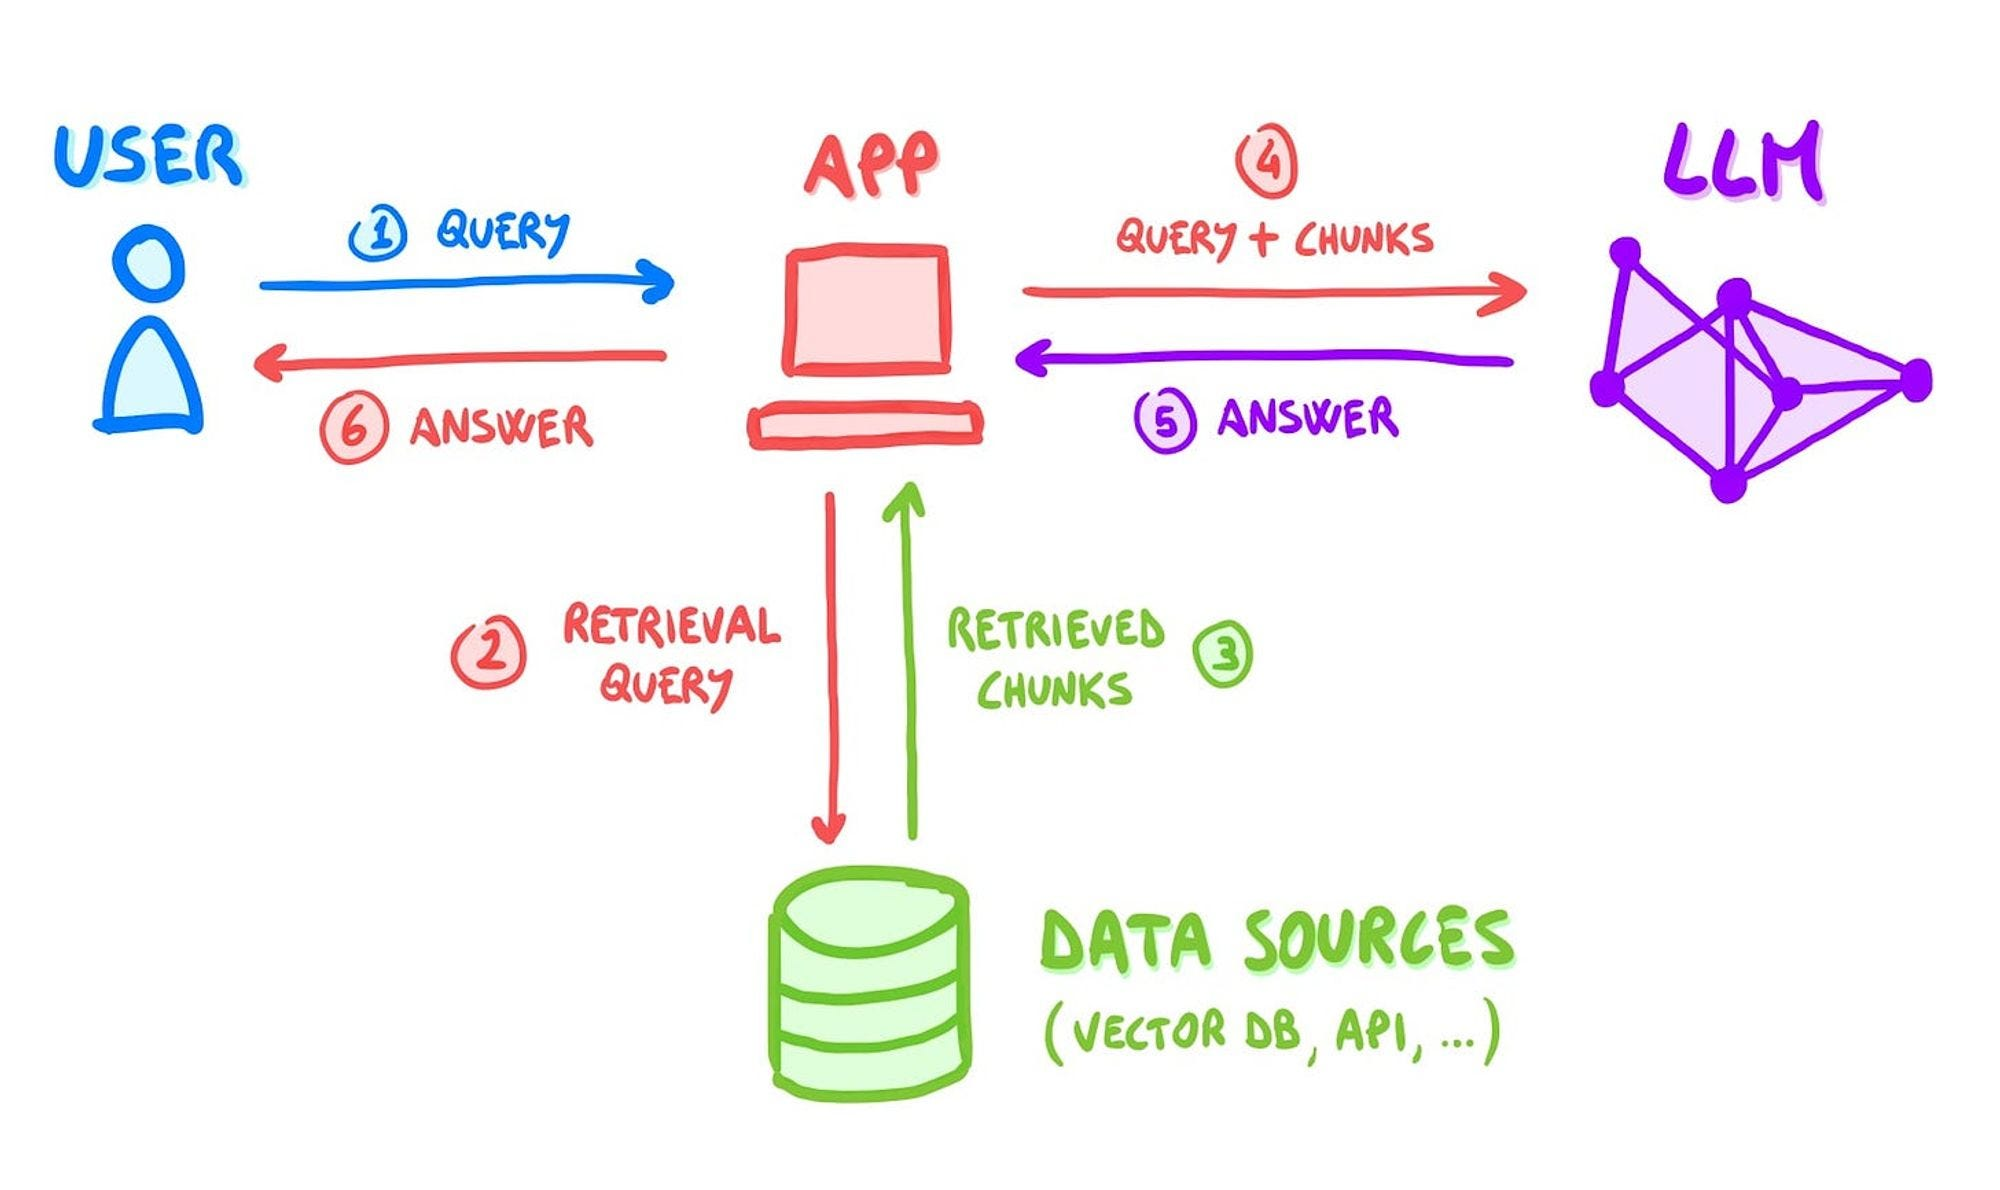 USER
APP
LLM
1 QUERY
4
QUERY + CHUNKS
6 ANSWER
5 ANSWER
2 RETRIEVAL
QUERY
RETRIEVED 3
CHUNKS
DATA SOURCES
(VECTOR DB, API, ...)